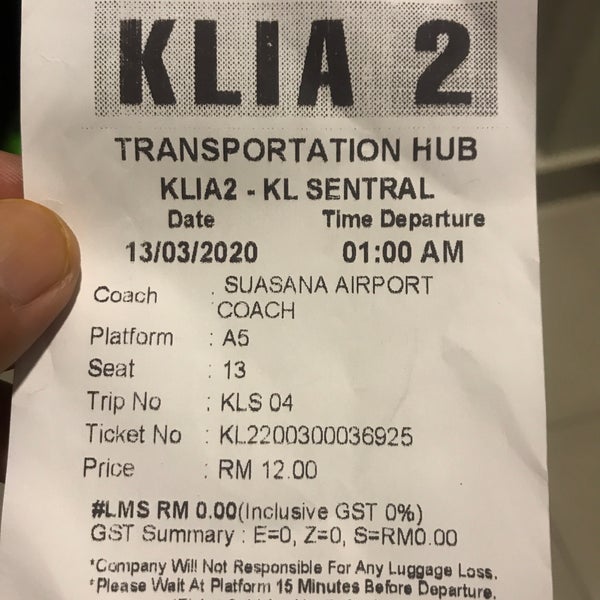 KLIA 2
TRANSPORTATION HUB
KLIA2 - KL SENTRAL
Date Time Departure
13/03/2020 01:00 AM
Coach : SUASANA AIRPORT
COACH
Platform : A5
Seat : 13
Trip No : KLS 04
Ticket No : KL2200300036925
Price : RM 12.00
#LMS RM 0.00(Inclusive GST 0%)
GST Summary : E=0, Z=0, S=RM0.00
*Company Will Not Responsible For Any Luggage Loss.
*Please Wait At Platform 15 Minutes Before Departure.